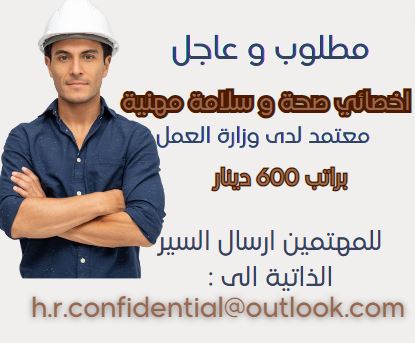 مطلوب و عاجل
اخصائي صحة و سلامة مهنية
معتمد لدى وزارة العمل
براتب 600 دينار
للمهتمين ارسال السير
الذاتية الى :
h.r.confidential@outlook.com